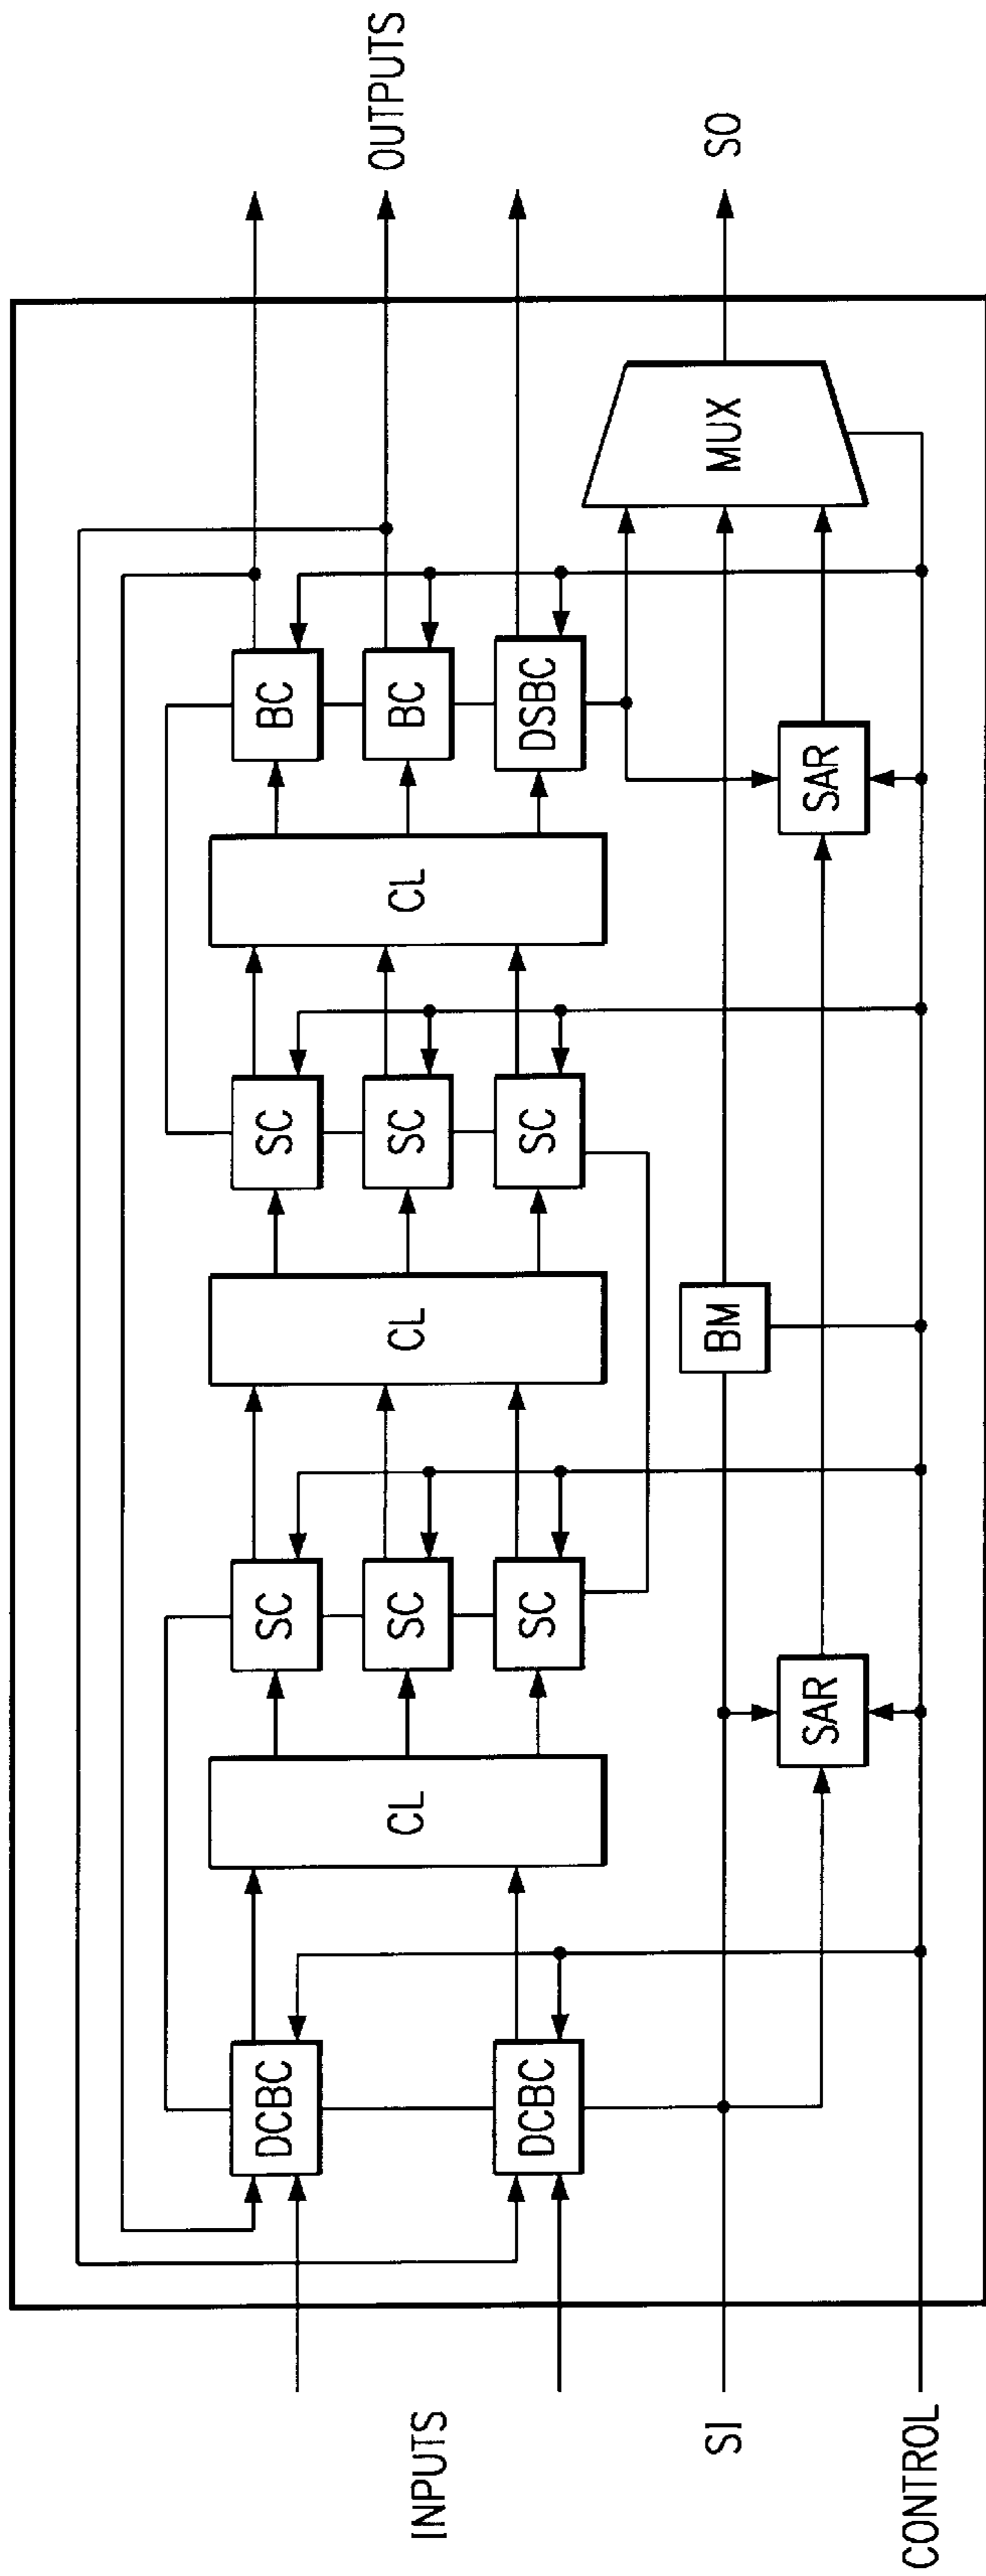 INPUTS
SI
CONTROL
DCBC
DCBC
CL
SC
SC
SC
SAR
CL
BM
SC
SC
SC
CL
BC
BC
DSBC
SAR
MUX
OUTPUTS
SO